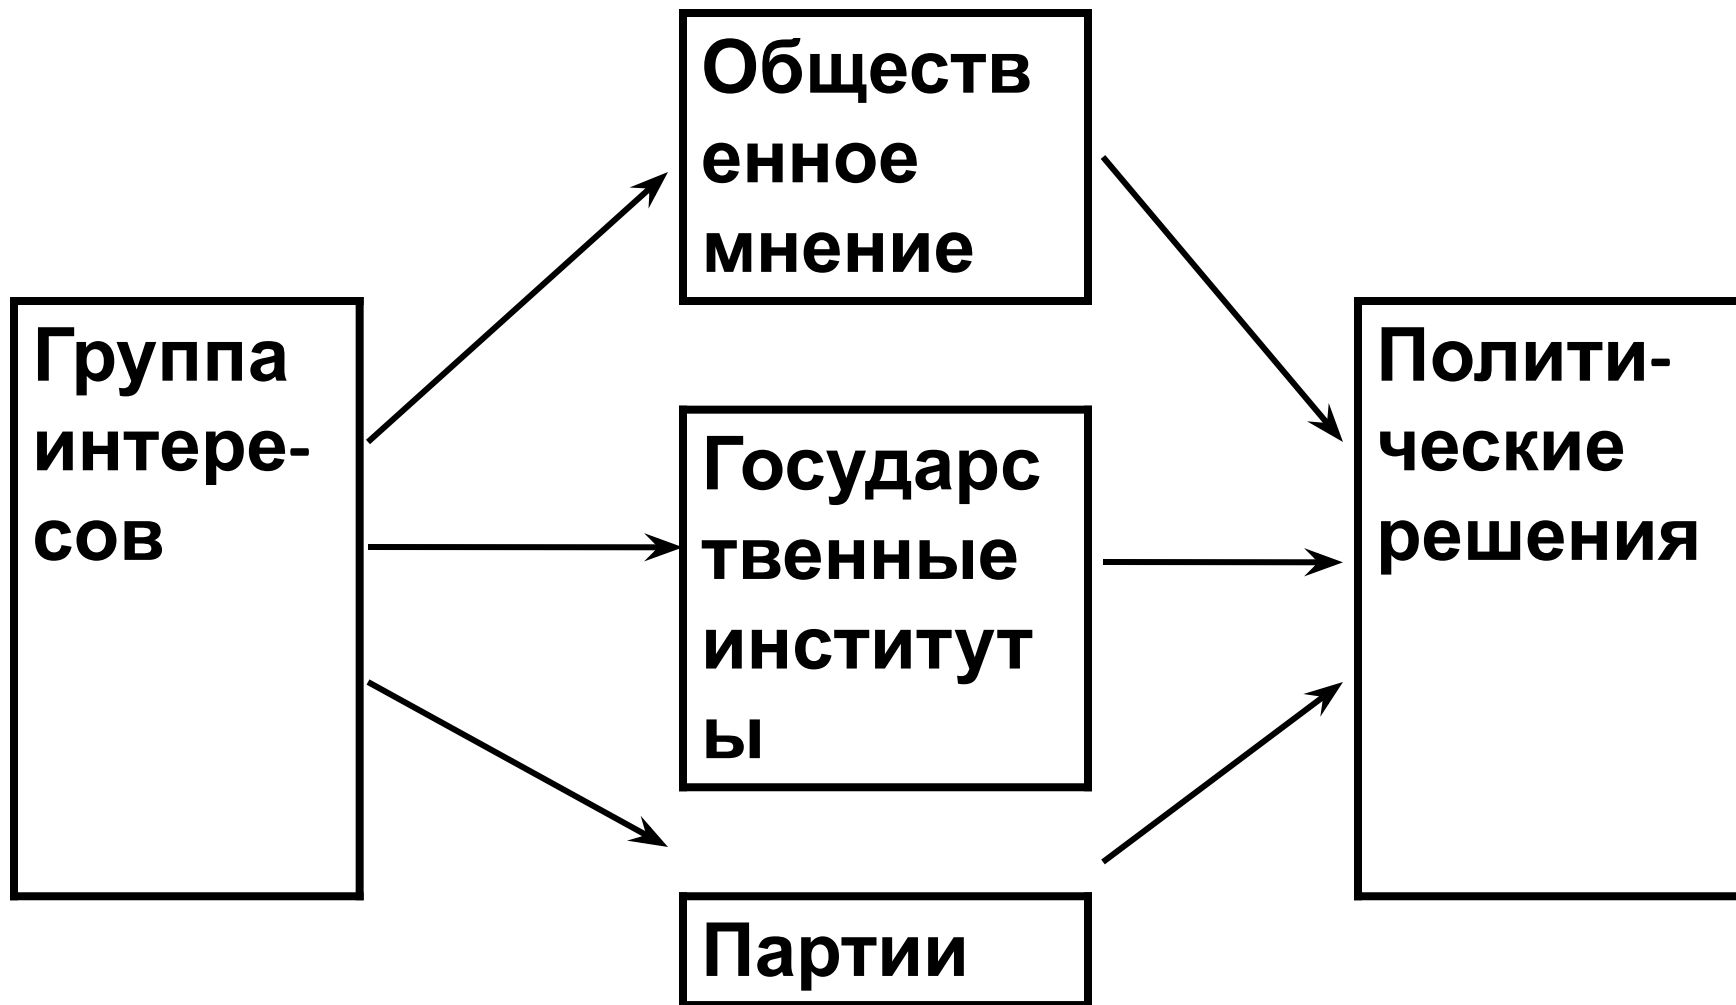 Группа
интере-
сов
Обществ
енное
мнение
Государс
твенные
институт
ы
Партии
Полити-
ческие
решения